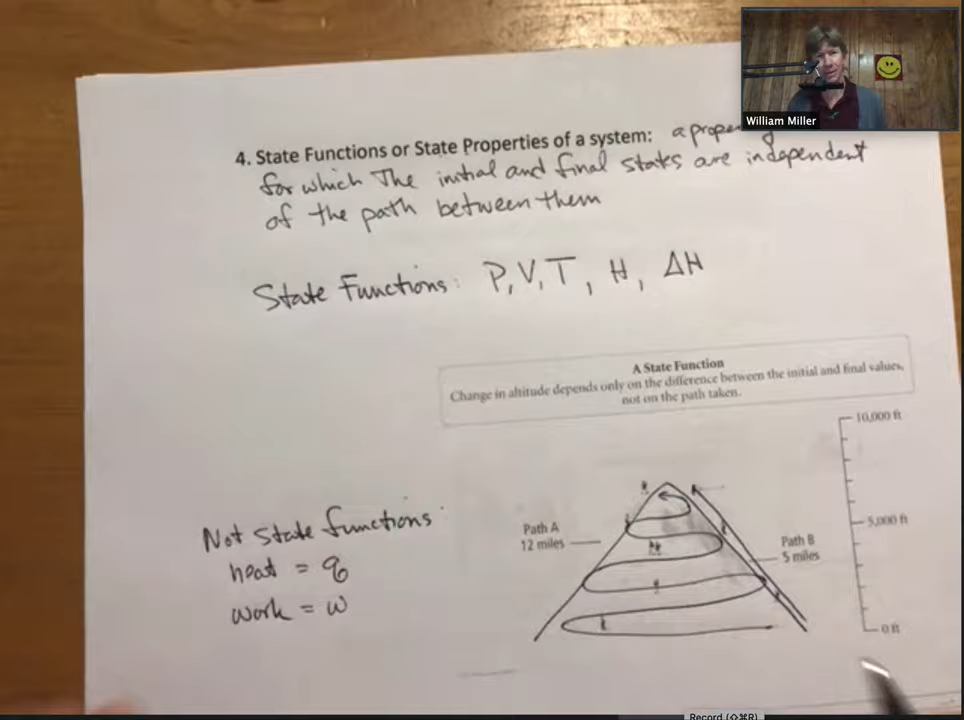 William Miller
4. State Functions or State Properties of a system: a
for which The initial and final states are independent
of the path between them
State Functions: P, V, T, H, ΔH
A State Function
Change in altitude depends only on the difference between the initial and final values,
not on the path taken.
10,000 ft
5,000 ft
0 ft
Path A
12 miles
Path B
5 miles
Not State functions:
heat = q
work = w
Record (⇧⌘R)